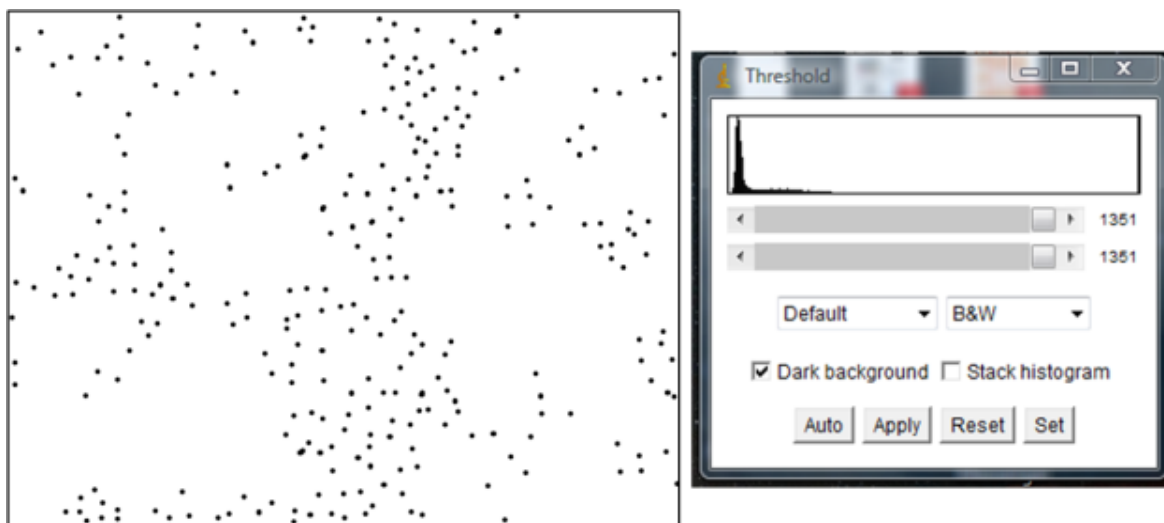 Threshold
1351
1351
Default B&W
Dark background Stack histogram
Auto Apply Reset Set